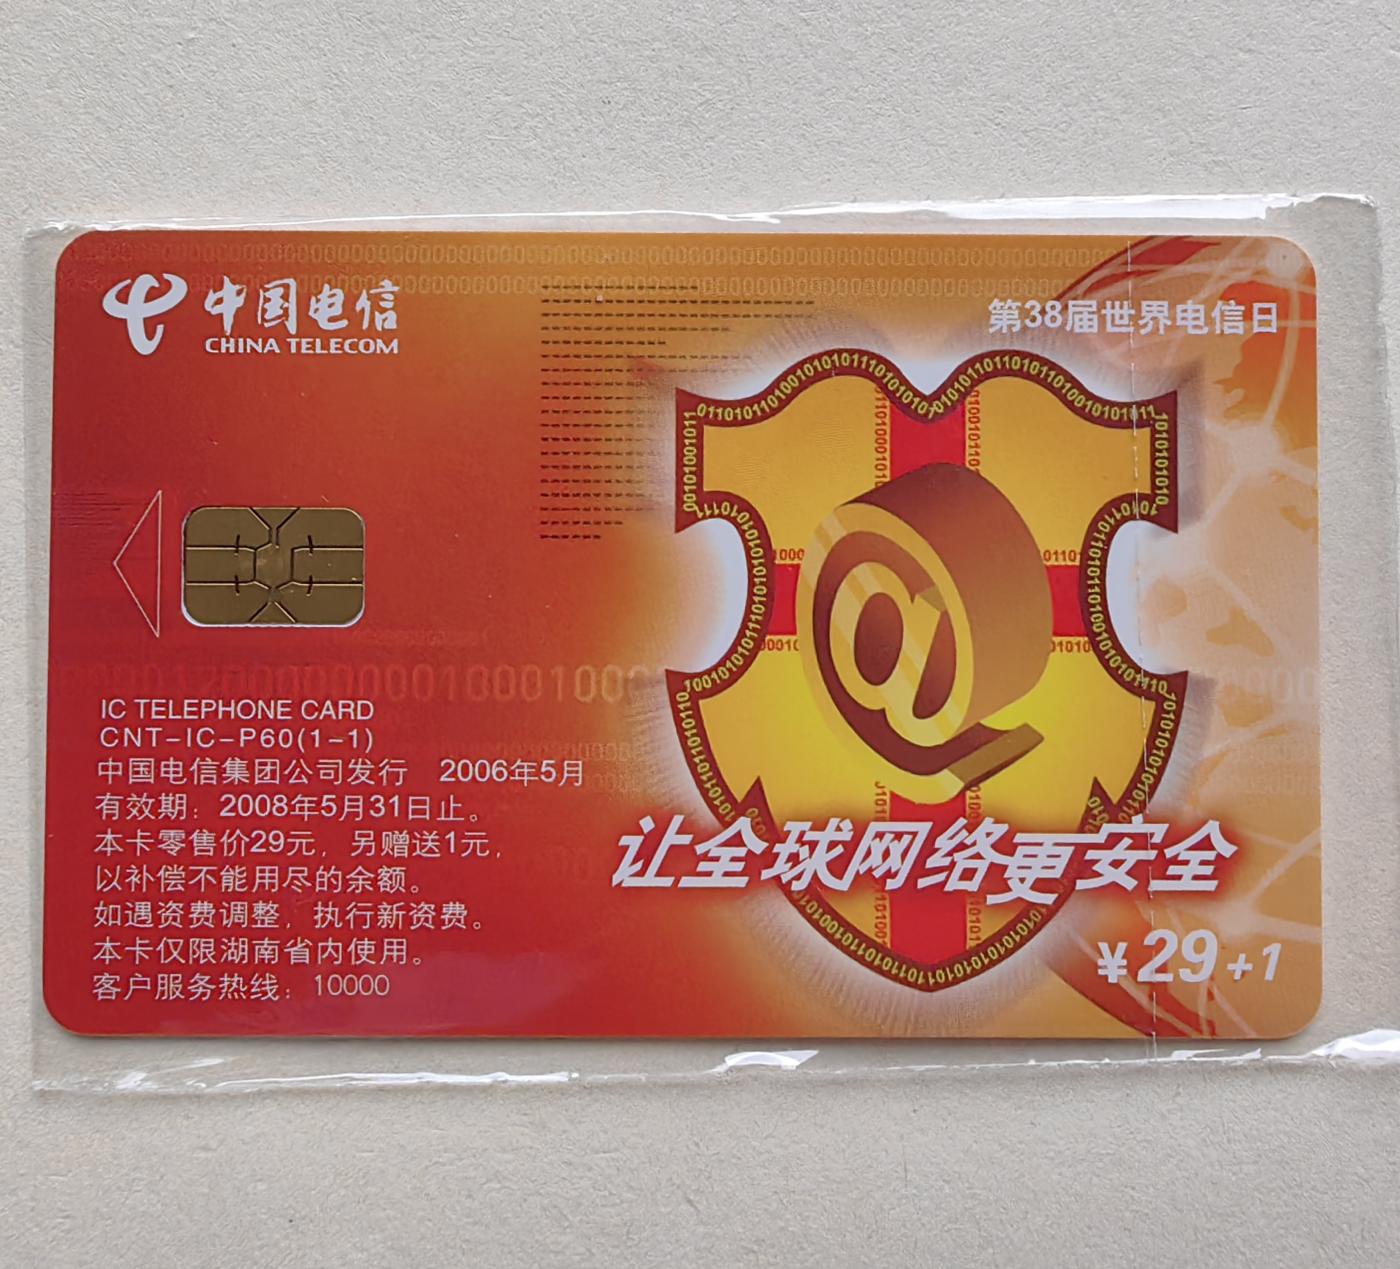 中国电信
CHINA TELECOM
第38届世界电信日
IC TELEPHONE CARD
CNT-IC-P60(1-1)
中国电信集团公司发行 2006年5月
有效期：2008年5月31日止。
本卡零售价29元，另赠送1元，
以补偿不能用尽的余额。
如遇资费调整，执行新资费。
本卡仅限湖南省内使用。
客户服务热线：10000
@
让全球网络更安全
¥29+1